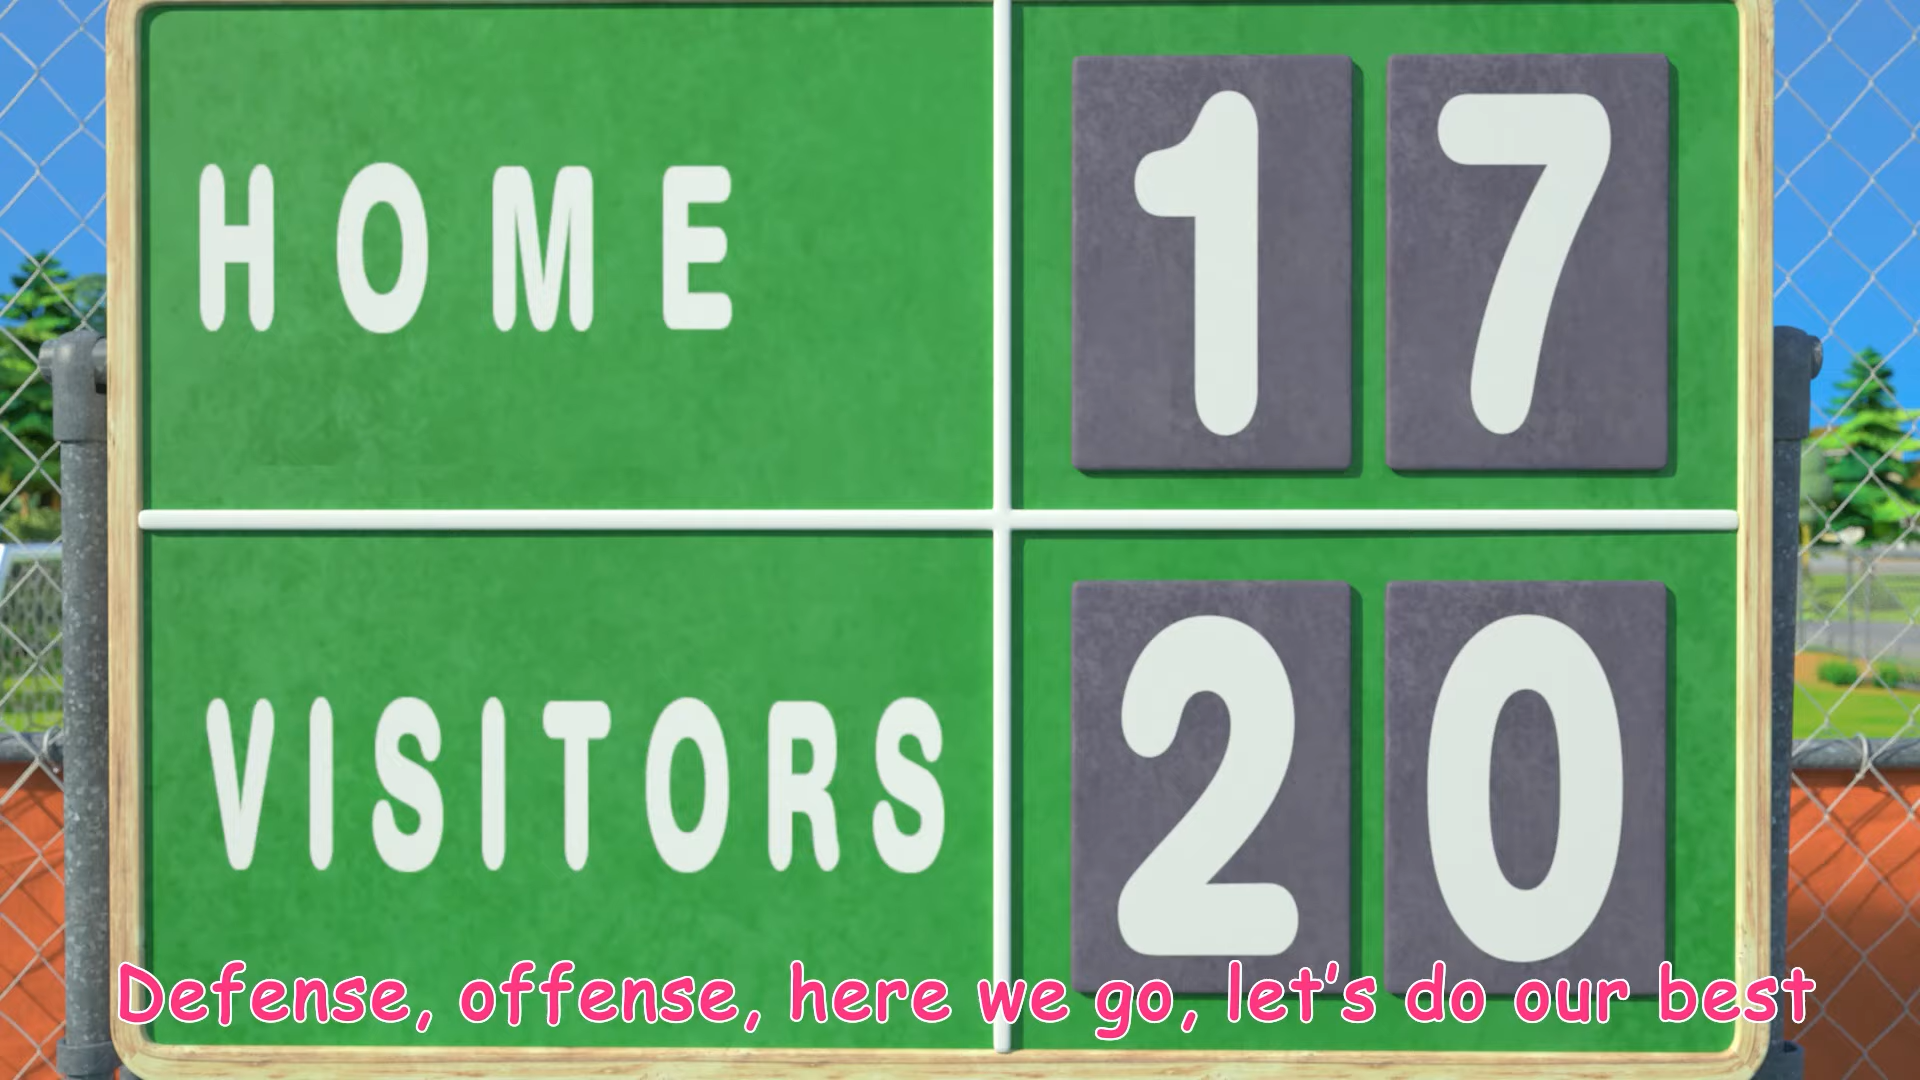 HOME 17
VISITORS 20
Defense, offense, here we go, let's do our best